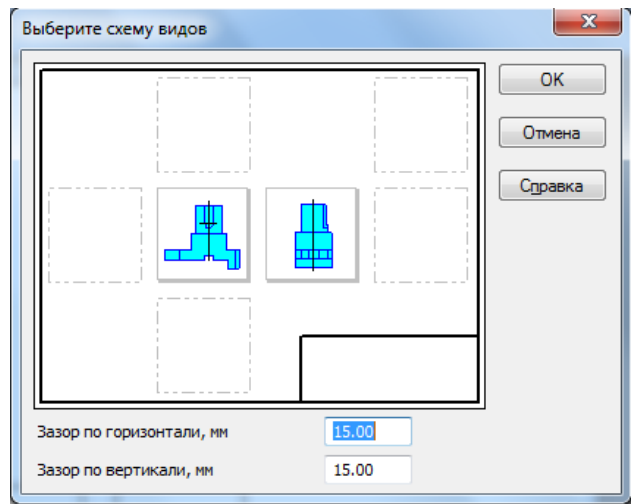 Выберите схему видов
OK
Отмена
Справка
Зазор по горизонтали, мм 15.00
Зазор по вертикали, мм 15.00